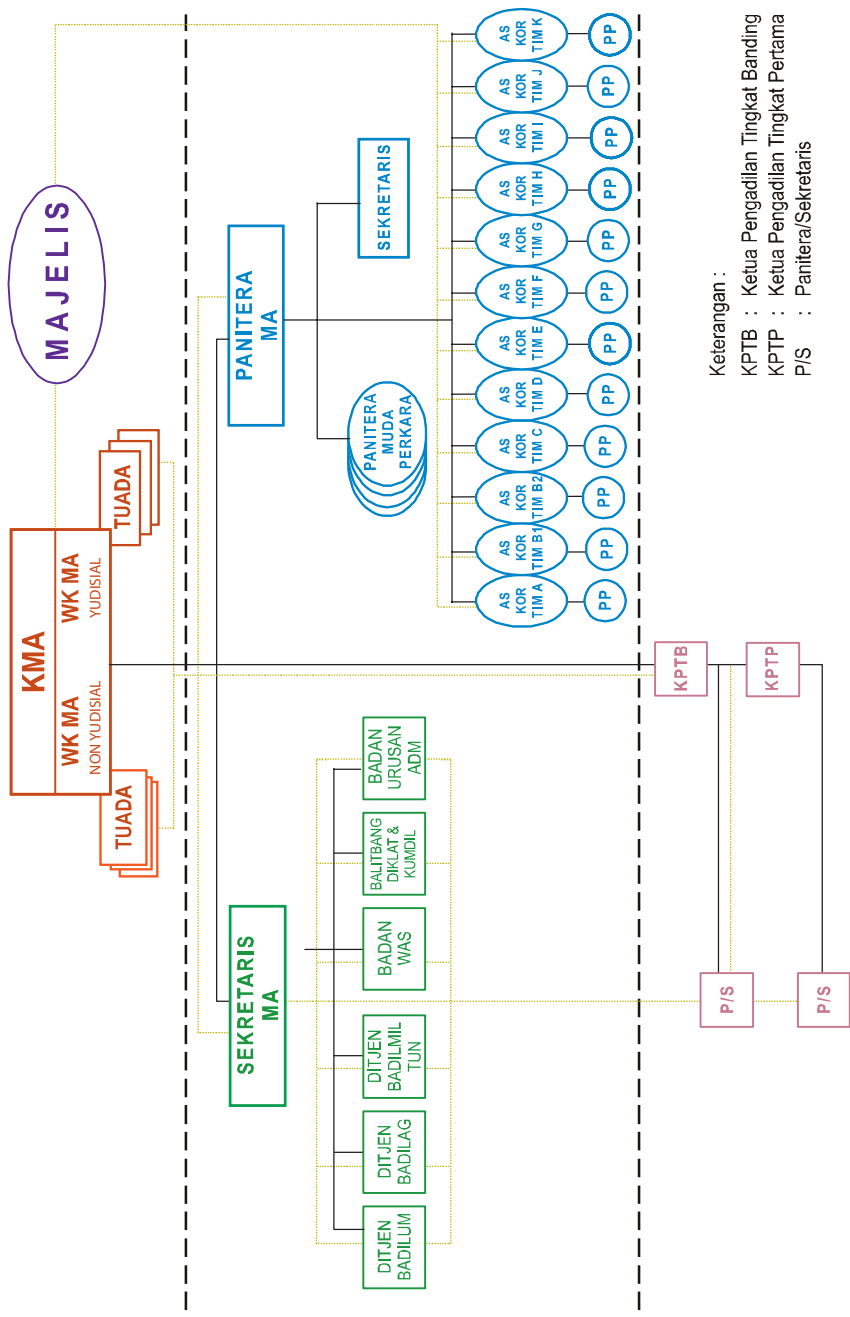 MAJELIS
KMA
WK MA
NON YUDISIAL
WK MA
YUDISIAL
TUADA
TUADA
SEKRETARIS
MA
PANITERA
MA
DITJEN
BADILUM
DITJEN
BADILAG
DITJEN
BADILMIL
TUN
BADAN
WAS
BALITBANG
DIKLAT &
KUMDIL
BADAN
URUSAN
ADM
PANITERA
MUDA
PERKARA
SEKRETARIS
AS
KOR
TIM A
AS
KOR
TIM B1
AS
KOR
TIM B2
AS
KOR
TIM C
AS
KOR
TIM D
AS
KOR
TIM E
AS
KOR
TIM F
AS
KOR
TIM G
AS
KOR
TIM H
AS
KOR
TIM I
AS
KOR
TIM J
AS
KOR
TIM K
PP
PP
PP
PP
PP
PP
PP
PP
PP
PP
PP
PP
KPTB
P/S
KPTP
P/S
Keterangan :
KPTB : Ketua Pengadilan Tingkat Banding
KPTP : Ketua Pengadilan Tingkat Pertama
P/S : Panitera/Sekretaris